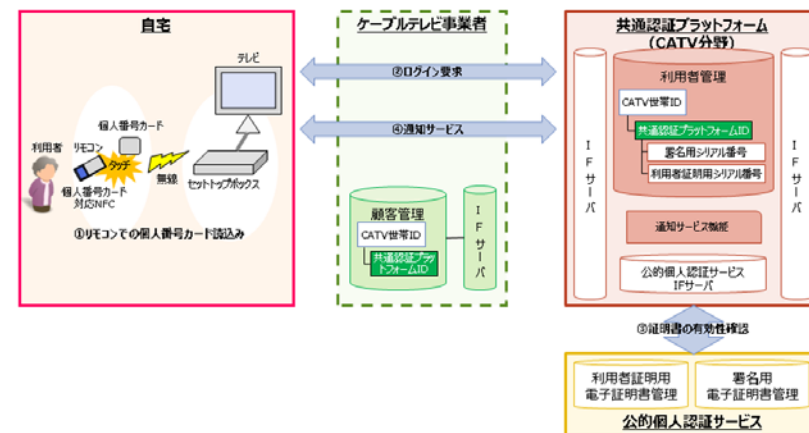 自宅
テレビ
個人番号カード
利用者
リモコン
タッチ
無線
セットトップボックス
個人番号カード
対応NFC
①リモコンでの個人番号カード読込み
ケーブルテレビ事業者
②ログイン要求
④通知サービス
顧客管理
CATV世帯ID
共通認証プラッ
トフォームID
IFサーバ
共通認証プラットフォーム
(CATV分野)
IFサーバ
利用者管理
CATV世帯ID
共通認証プラットフォームID
署名用シリアル番号
利用者証明用シリアル番号
通知サービス機能
公的個人認証サービス
IFサーバ
IFサーバ
③証明書の有効性確認
利用者証明用
電子証明書管理
署名用
電子証明書管理
公的個人認証サービス